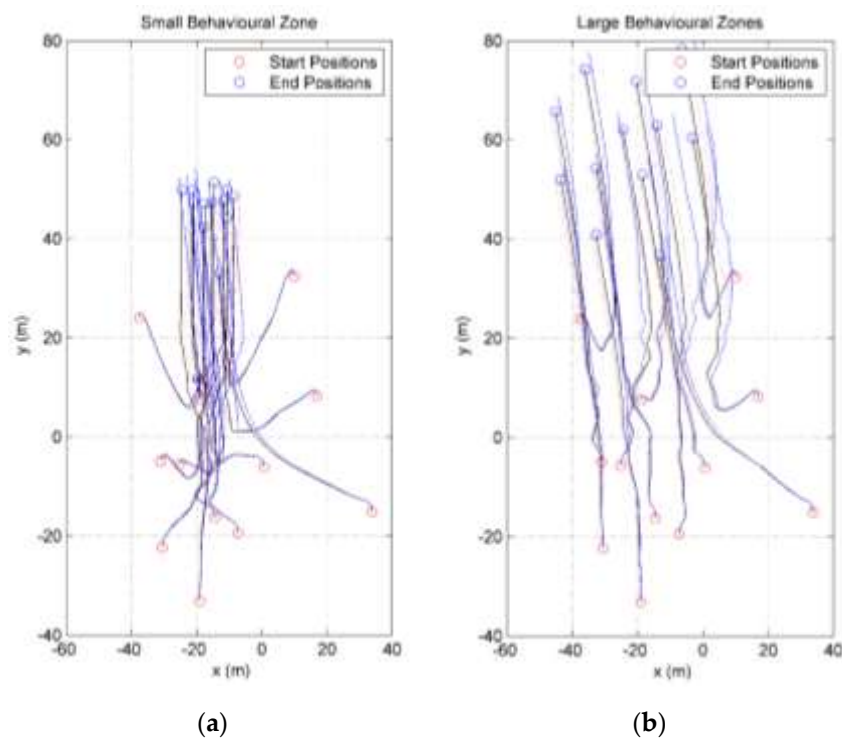 Small Behavioural Zone
80
60
40
20
0
-20
-40
-60 -40 -20 0 20 40
y (m)
x (m)
Start Positions
End Positions
(a)
Large Behavioural Zones
80
60
40
20
0
-20
-40
-60 -40 -20 0 20 40
y (m)
x (m)
Start Positions
End Positions
(b)